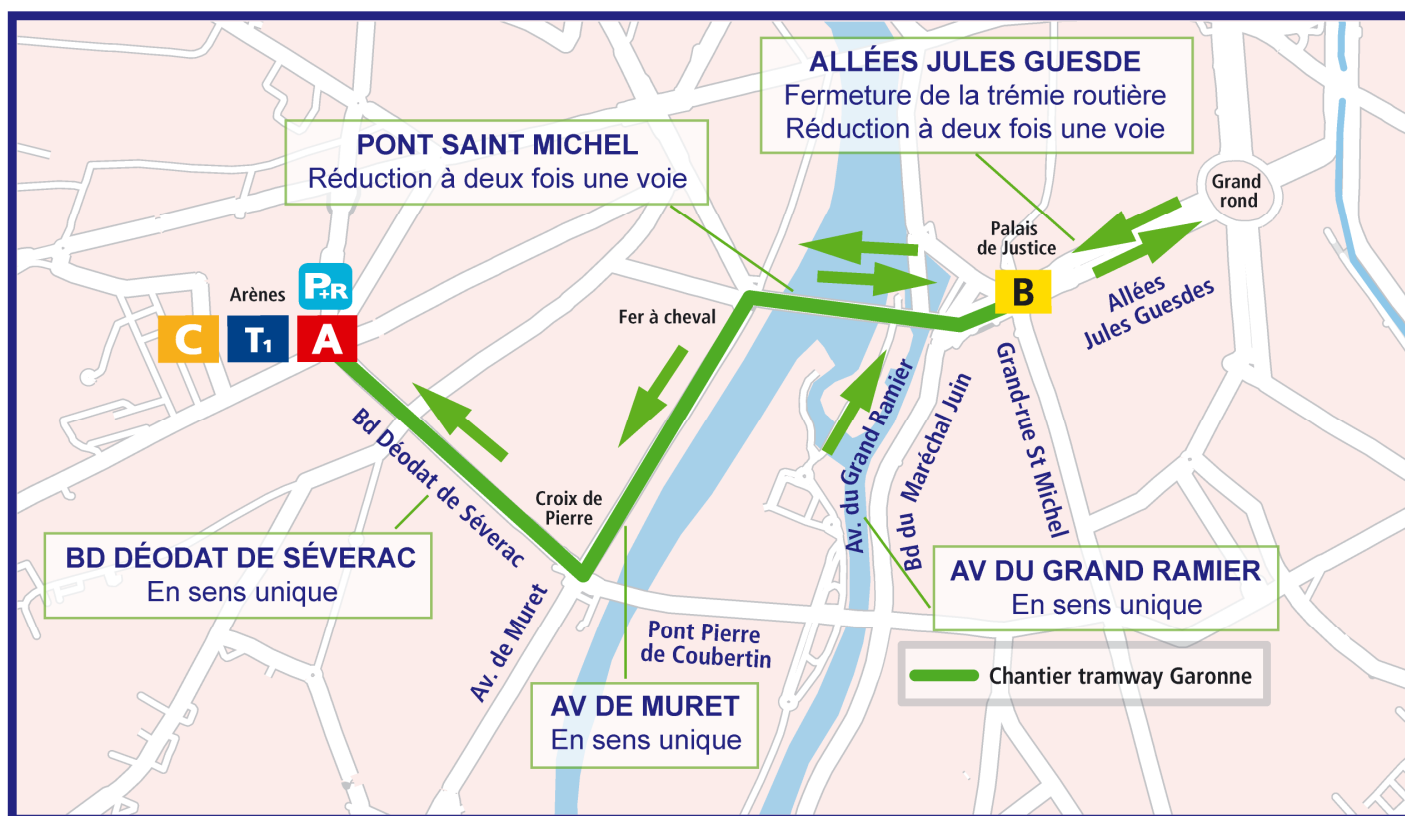 ALLÉES JULES GUESDE
Fermeture de la trémie routière
Réduction à deux fois une voie
PONT SAINT MICHEL
Réduction à deux fois une voie
Grand
rond
Palais
de Justice
B
Allées
Jules Guesdes
Arènes
P+R
C
T1
A
Fer à cheval
Bd Déodat de Séverac
Croix de
Pierre
Av. de Muret
Av. du Grand Ramier
Bd du Maréchal Juin
Grand-rue St Michel
BD DÉODAT DE SÉVERAC
En sens unique
AV DU GRAND RAMIER
En sens unique
Pont Pierre
de Coubertin
Chantier tramway Garonne
AV DE MURET
En sens unique